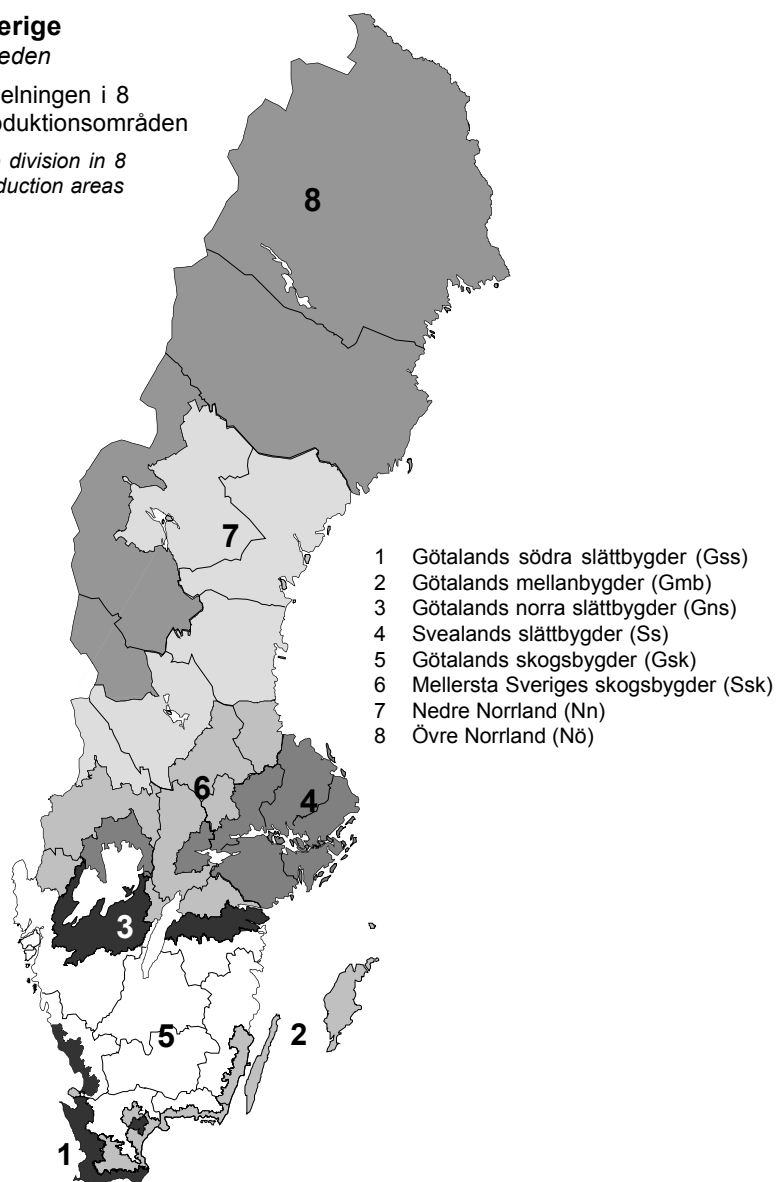 erige
eden
elningen i 8
oduktionsområden
division in 8
duction areas
8
7
1 Götalands södra slättbygder (Gss)
2 Götalands mellanbygder (Gmb)
3 Götalands norra slättbygder (Gns)
4 Svealands slättbygder (Ss)
5 Götalands skogsbygder (Gsk)
6 Mellersta Sveriges skogsbygder (Ssk)
7 Nedre Norrland (Nn)
8 Övre Norrland (Nö)
6
4
3
2
5
1